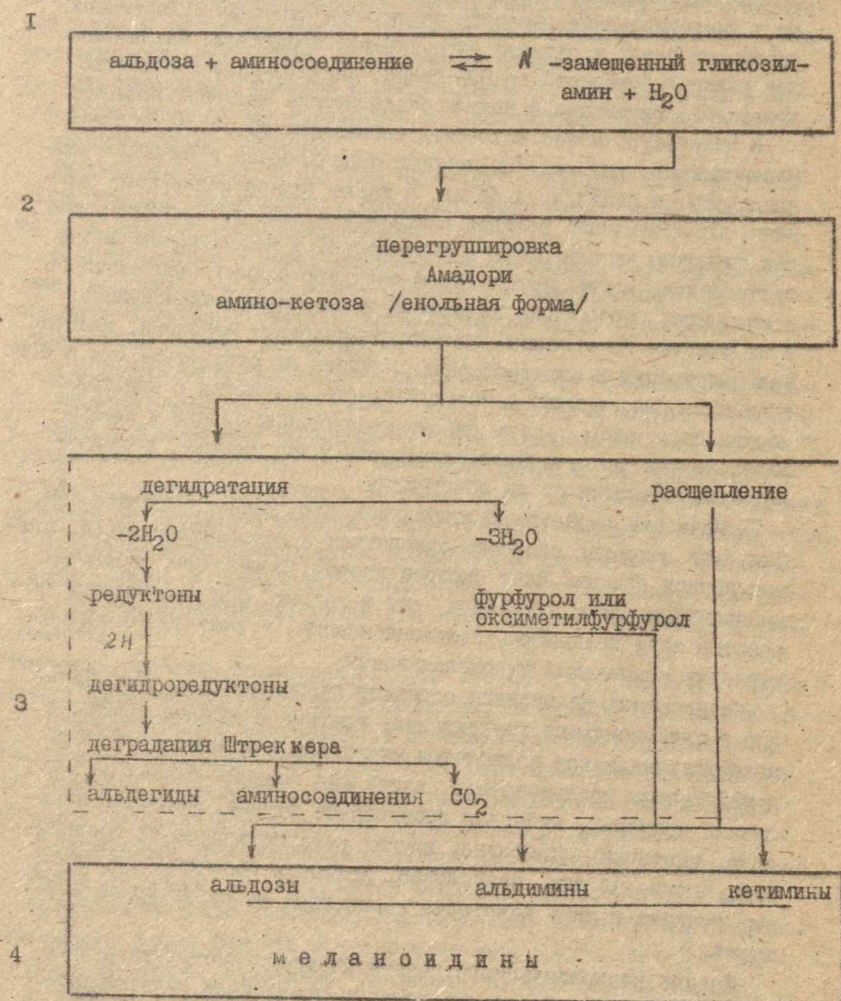 I
альдоза + аминосоединение ⇌ N -замещенный гликозил-
амин + H₂O
2
перегруппировка
Амадори
амино-кетоза /енольная форма/
дегидратация расщепление
-2H₂O -3H₂O
редуктоны фурфурол или
оксиметилфурфурол
2H
дегидроредуктоны
3
деградация Штреккера
альдегиды аминосоединения CO₂
альдозы альдимины кетимины
4
меланоидины